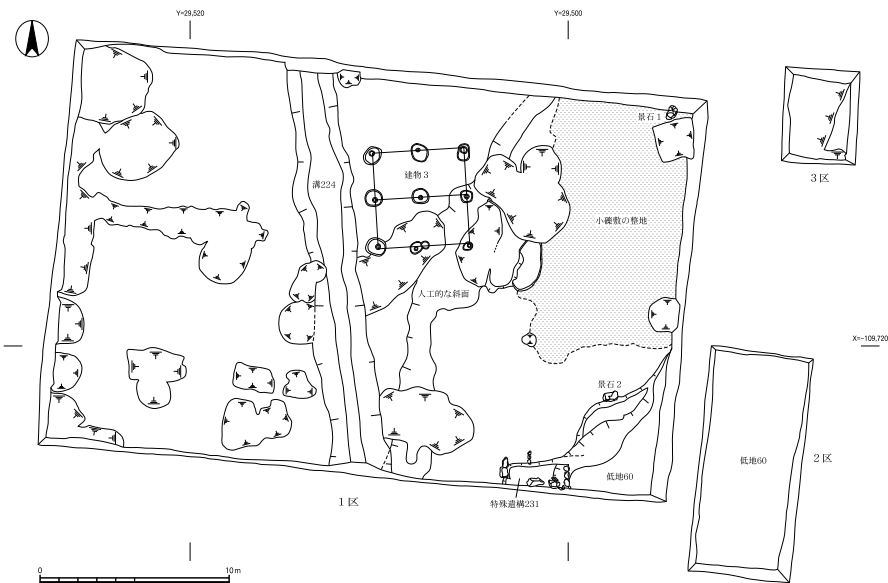 Y=29,520
Y=29,500
景石１
建物３
溝224
３区
小礫敷の整地
人工的な斜面
X=-109,720
景石２
低地60
２区
低地60
１区
特殊遺構231
0
10m